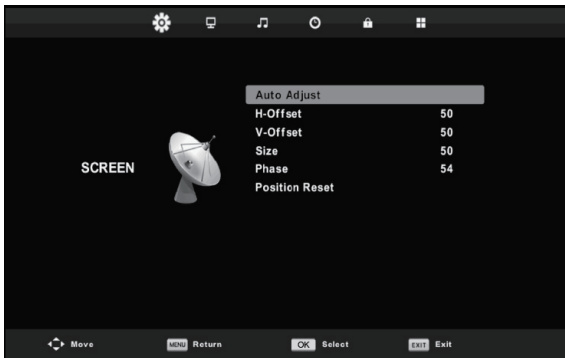 Auto Adjust
H-Offset 50
V-Offset 50
Size 50
SCREEN
Phase 54
Position Reset
Move MENU Return OK Select EXIT Exit